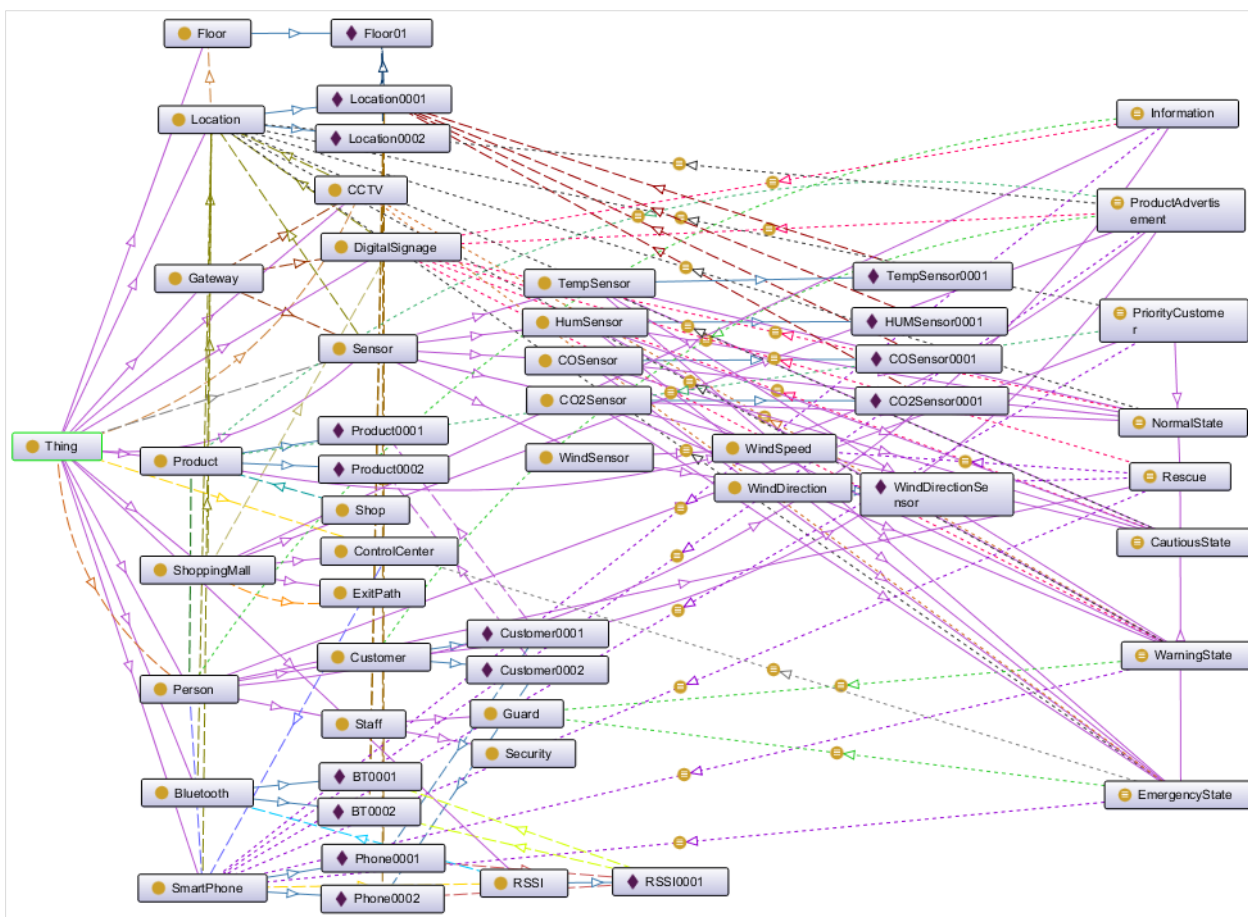 Floor
Floor01
Location0001
Information
Location
Location0002
CCTV
ProductAdvertis
ement
DigitalSignage
Gateway
TempSensor
TempSensor0001
HumSensor
HUMSensor0001
PriorityCustome
r
Sensor
COSensor
COSensor0001
CO2Sensor
CO2Sensor0001
NormalState
Product0001
Thing
Product
WindSpeed
WindSensor
Product0002
Rescue
WindDirection
WindDirectionSe
nsor
Shop
CautiousState
ControlCenter
ShoppingMall
ExitPath
Customer0001
Customer
WarningState
Customer0002
Person
Guard
Staff
Security
BT0001
Bluetooth
EmergencyState
BT0002
Phone0001
SmartPhone
RSSI
RSSI0001
Phone0002